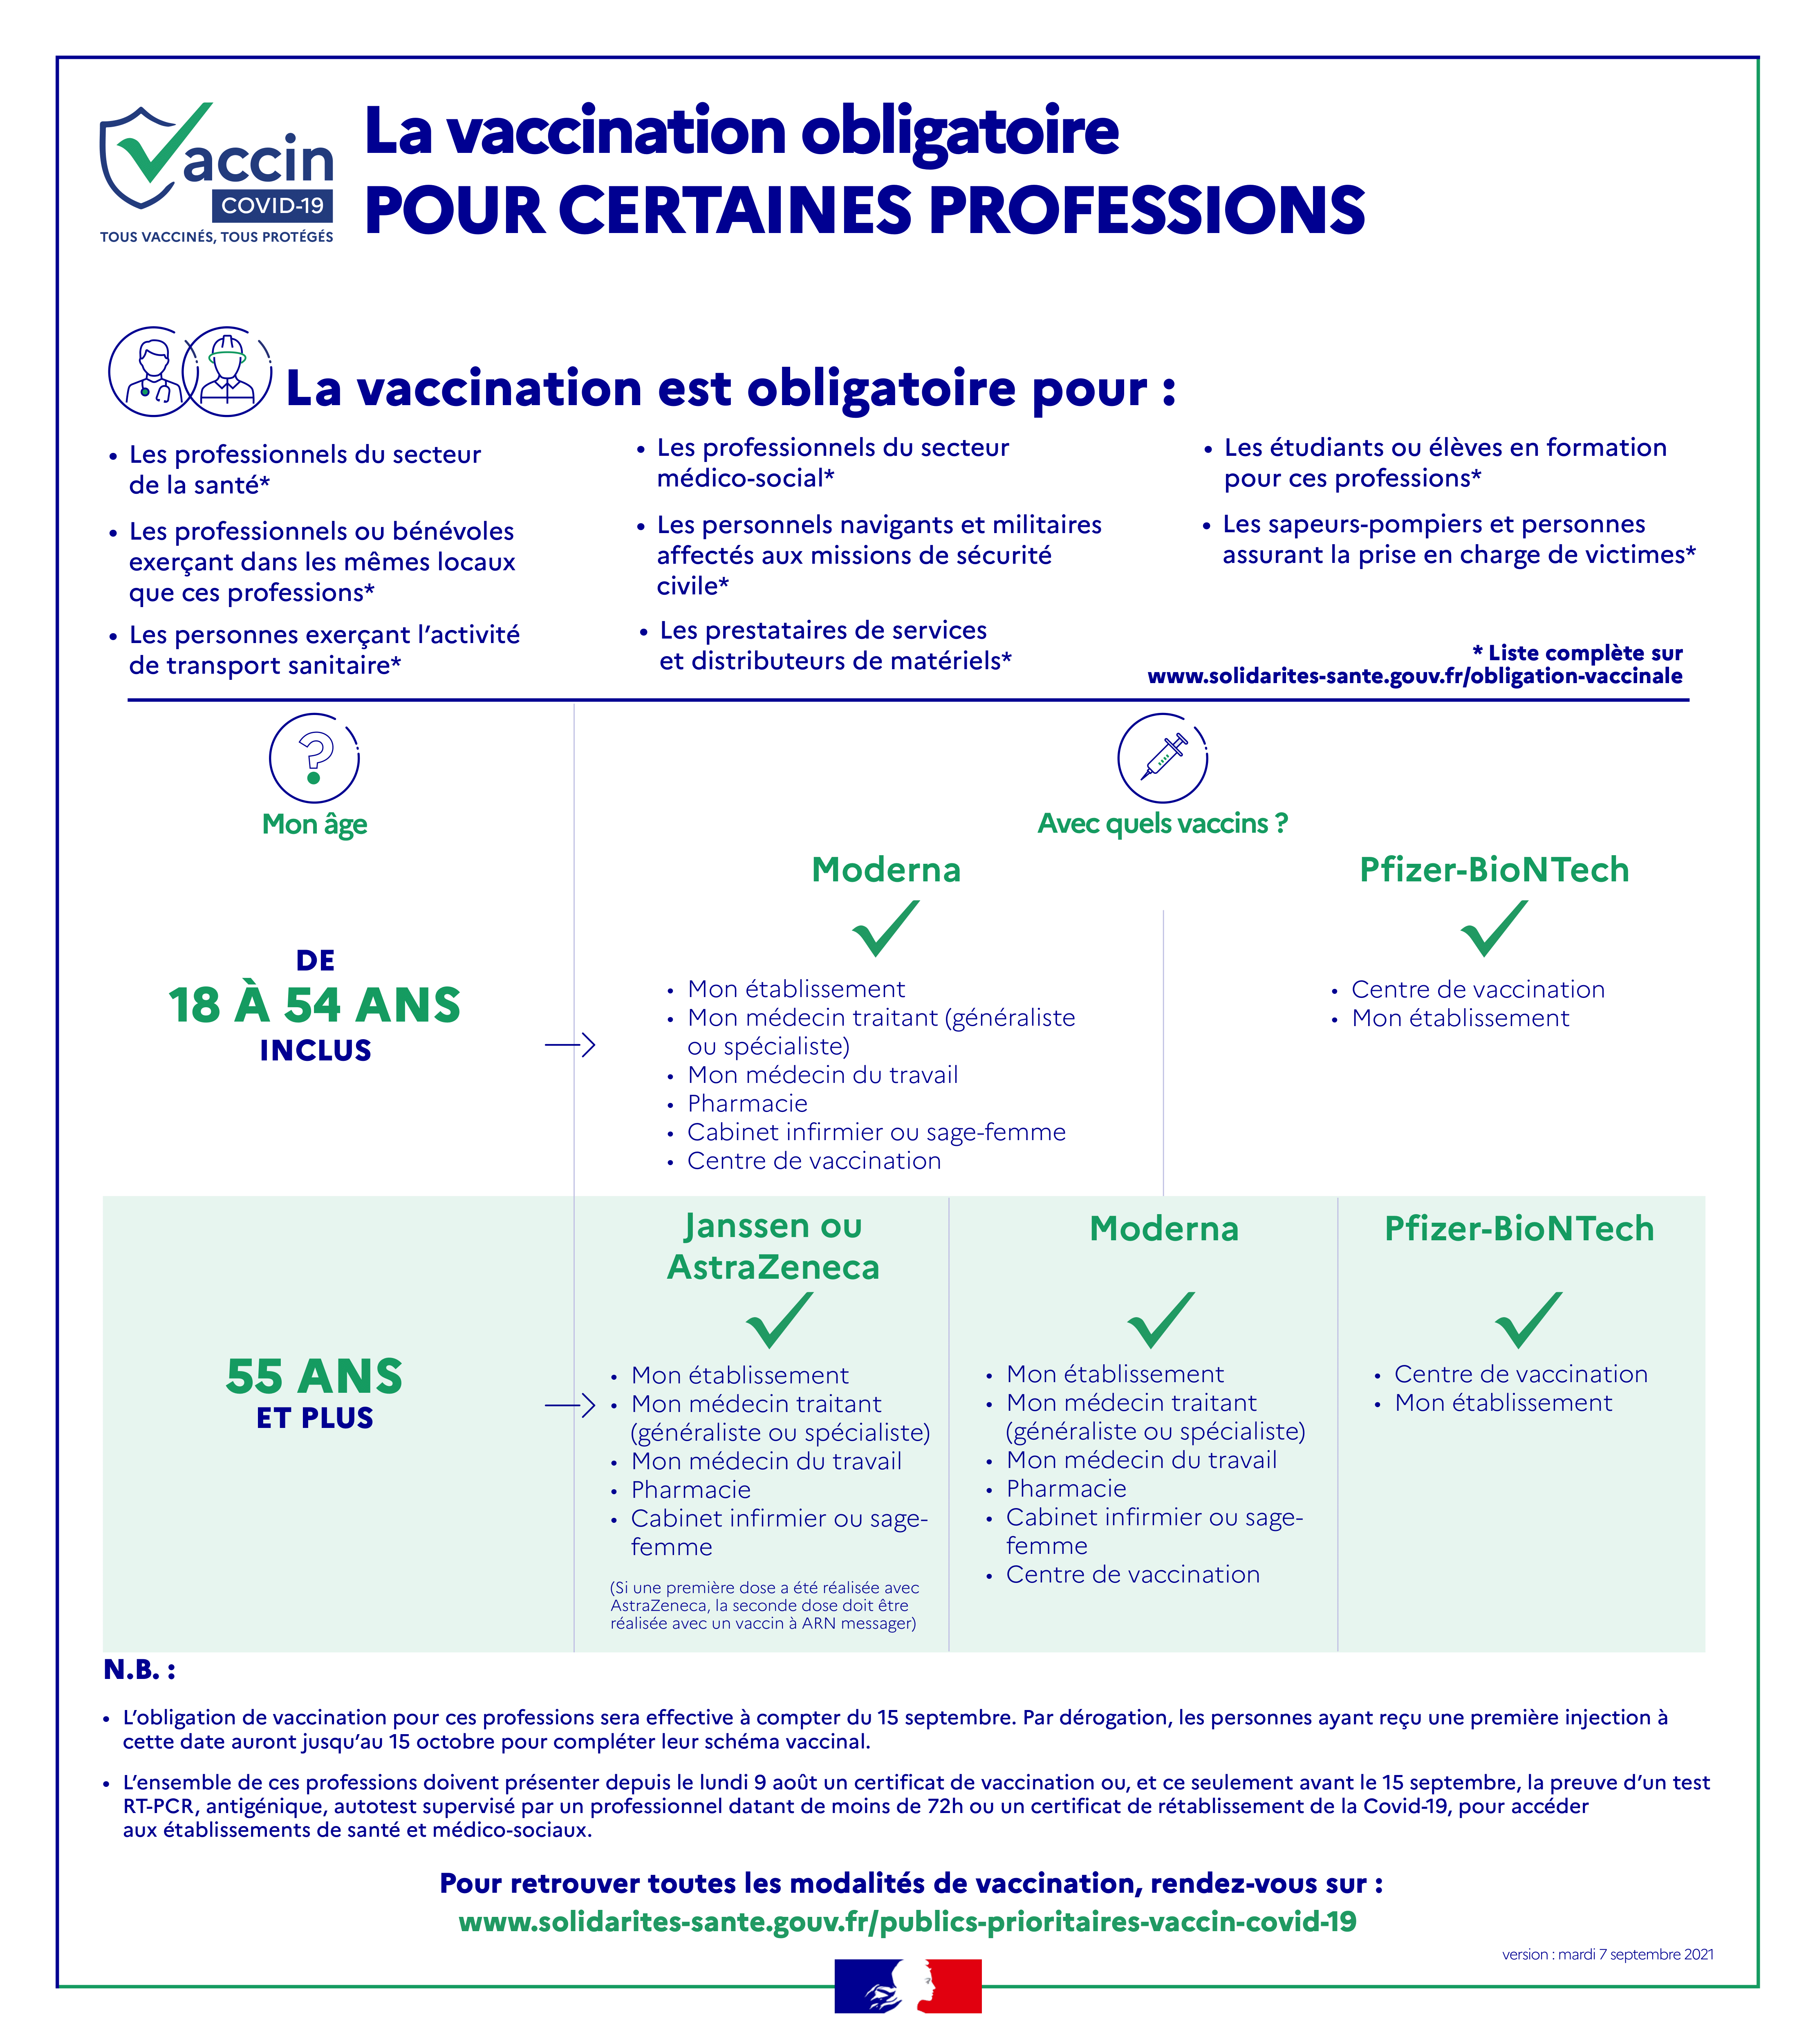 Vaccin
COVID-19
TOUS VACCINÉS, TOUS PROTÉGÉS
La vaccination obligatoire
POUR CERTAINES PROFESSIONS
La vaccination est obligatoire pour :
• Les professionnels du secteur
de la santé*
• Les professionnels ou bénévoles
exerçant dans les mêmes locaux
que ces professions*
• Les personnes exerçant l’activité
de transport sanitaire*
• Les professionnels du secteur
médico-social*
• Les personnels navigants et militaires
affectés aux missions de sécurité
civile*
• Les prestataires de services
et distributeurs de matériels*
• Les étudiants ou élèves en formation
pour ces professions*
• Les sapeurs-pompiers et personnes
assurant la prise en charge de victimes*
* Liste complète sur
www.solidarites-sante.gouv.fr/obligation-vaccinale
?
Mon âge
Avec quels vaccins ?
DE
18 À 54 ANS
INCLUS
Moderna
• Mon établissement
• Mon médecin traitant (généraliste
ou spécialiste)
• Mon médecin du travail
• Pharmacie
• Cabinet infirmier ou sage-femme
• Centre de vaccination
Pfizer-BioNTech
• Centre de vaccination
• Mon établissement
55 ANS
ET PLUS
Janssen ou
AstraZeneca
• Mon établissement
• Mon médecin traitant
(généraliste ou spécialiste)
• Mon médecin du travail
• Pharmacie
• Cabinet infirmier ou sage-
femme
(Si une première dose a été réalisée avec
AstraZeneca, la seconde dose doit être
réalisée avec un vaccin à ARN messager)
Moderna
• Mon établissement
• Mon médecin traitant
(généraliste ou spécialiste)
• Mon médecin du travail
• Pharmacie
• Cabinet infirmier ou sage-
femme
• Centre de vaccination
Pfizer-BioNTech
• Centre de vaccination
• Mon établissement
N.B. :
• L’obligation de vaccination pour ces professions sera effective à compter du 15 septembre. Par dérogation, les personnes ayant reçu une première injection à
cette date auront jusqu’au 15 octobre pour compléter leur schéma vaccinal.
• L’ensemble de ces professions doivent présenter depuis le lundi 9 août un certificat de vaccination ou, et ce seulement avant le 15 septembre, la preuve d’un test
RT-PCR, antigénique, autotest supervisé par un professionnel datant de moins de 72h ou un certificat de rétablissement de la Covid-19, pour accéder
aux établissements de santé et médico-sociaux.
Pour retrouver toutes les modalités de vaccination, rendez-vous sur :
www.solidarites-sante.gouv.fr/publics-prioritaires-vaccin-covid-19
version : mardi 7 septembre 2021